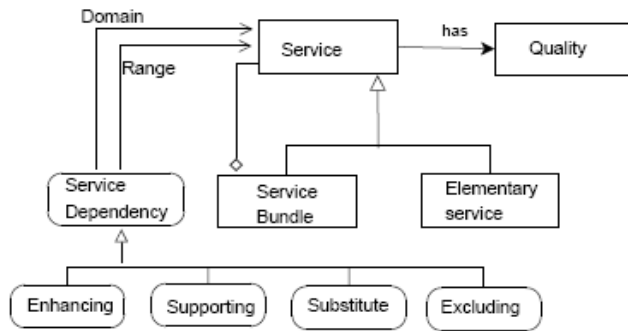 Domain
has
Service
Quality
Range
Service
Dependency
Service
Bundle
Elementary
service
Enhancing
Supporting
Substitute
Excluding